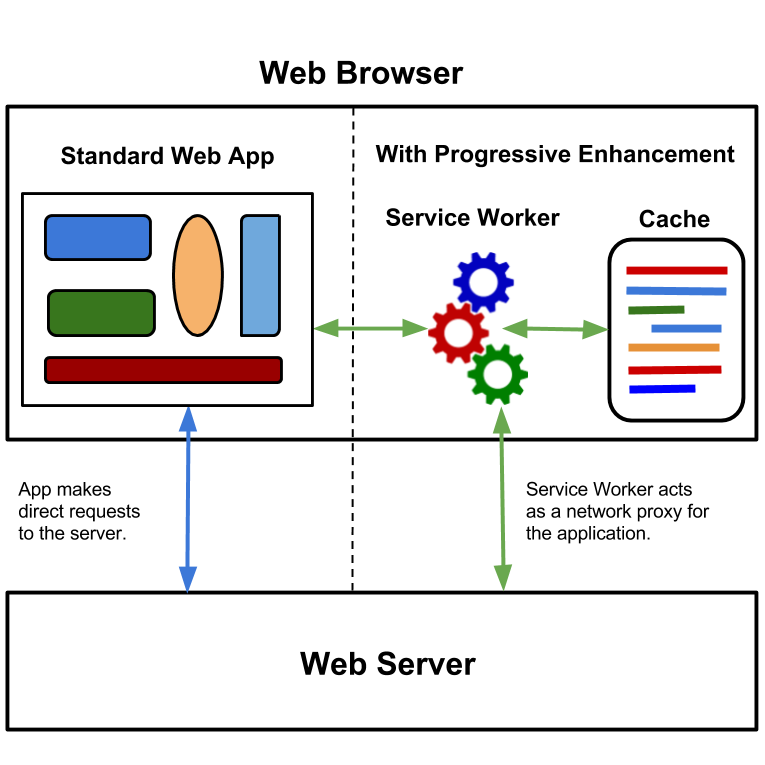 Web Browser
Standard Web App
With Progressive Enhancement
Service Worker
Cache
App makes
direct requests
to the server.
Service Worker acts
as a network proxy for
the application.
Web Server